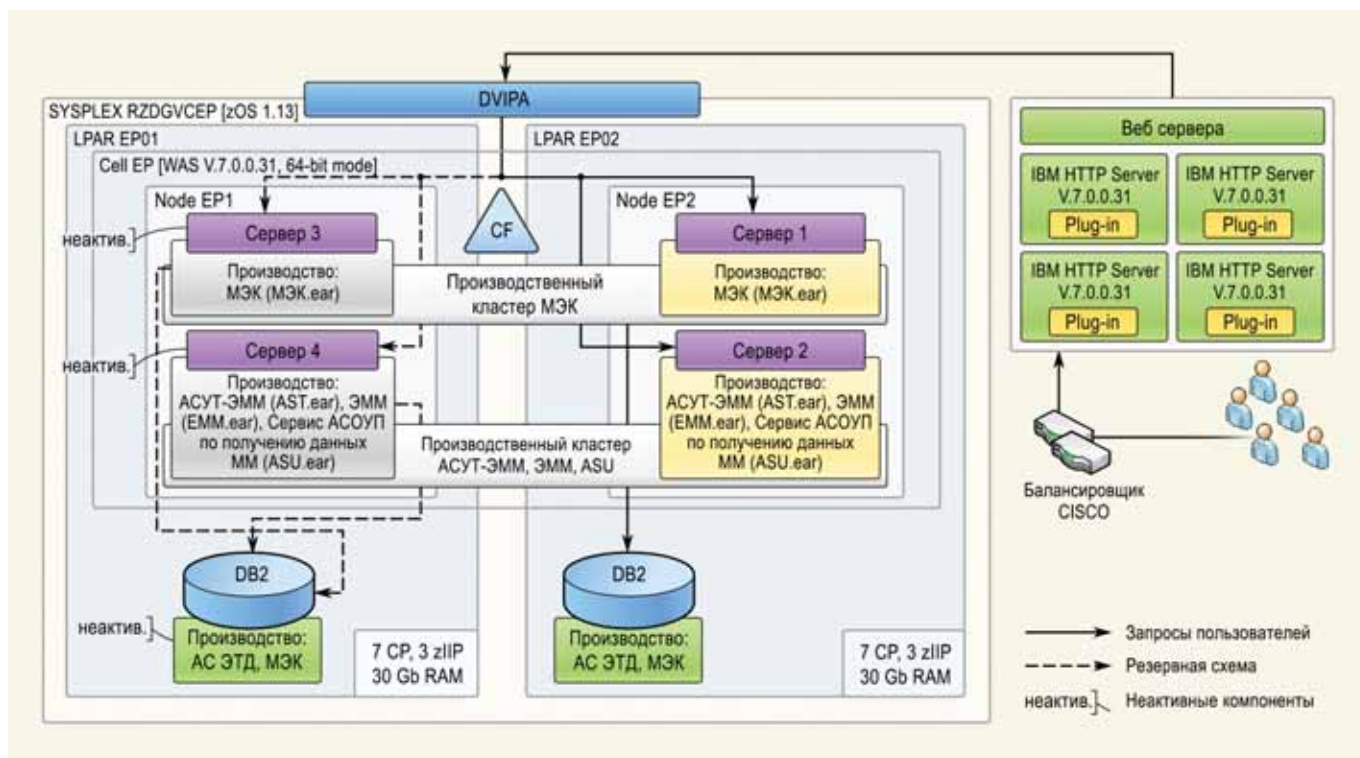 DVIPA
SYSPLEX RZDGVCEP [zOS 1.13]
LPAR EP01
LPAR EP02
Cell EP [WAS V.7.0.0.31, 64-bit mode]
Node EP1
Node EP2
неактив.
Сервер 3
CF
Сервер 1
Производство:
МЭК (МЭК.ear)
Производственный
кластер МЭК
Производство:
МЭК (МЭК.ear)
неактив.
Сервер 4
Сервер 2
Производство:
АСУТ-ЭММ (AST.ear), ЭММ
(EMM.ear), Сервис АСОУП
по получению данных
ММ (ASU.ear)
Производственный кластер
АСУТ-ЭММ, ЭММ, ASU
Производство:
АСУТ-ЭММ (AST.ear), ЭММ
(EMM.ear), Сервис АСОУП
по получению данных
ММ (ASU.ear)
DB2
DB2
неактив.
Производство:
АС ЭТД, МЭК
7 CP, 3 zIIP
30 Gb RAM
Производство:
АС ЭТД, МЭК
7 CP, 3 zIIP
30 Gb RAM
Веб сервера
IBM HTTP Server
V.7.0.0.31
Plug-in
IBM HTTP Server
V.7.0.0.31
Plug-in
IBM HTTP Server
V.7.0.0.31
Plug-in
IBM HTTP Server
V.7.0.0.31
Plug-in
Балансировщик
CISCO
Запросы пользователей
Резервная схема
неактив.
Неактивные компоненты